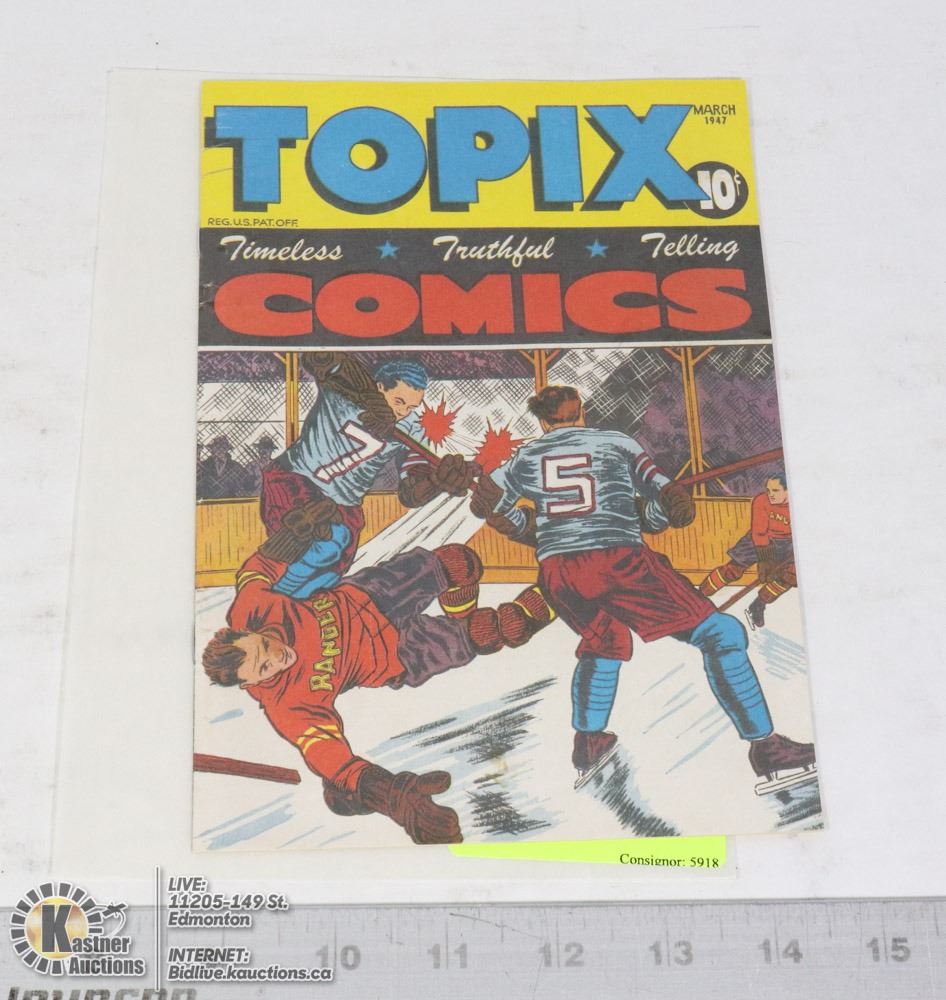 TOPIX
MARCH
1947
10¢
REG. U.S. PAT. OFF.
Timeless ★ Truthful ★ Telling
COMICS
7
5
RANGER
Consignor: 5918
LIVE:
11205-149 St.
Edmonton
INTERNET:
Bidlive.kauctions.ca
Kastner
Auctions
10 11 12 13 14 15